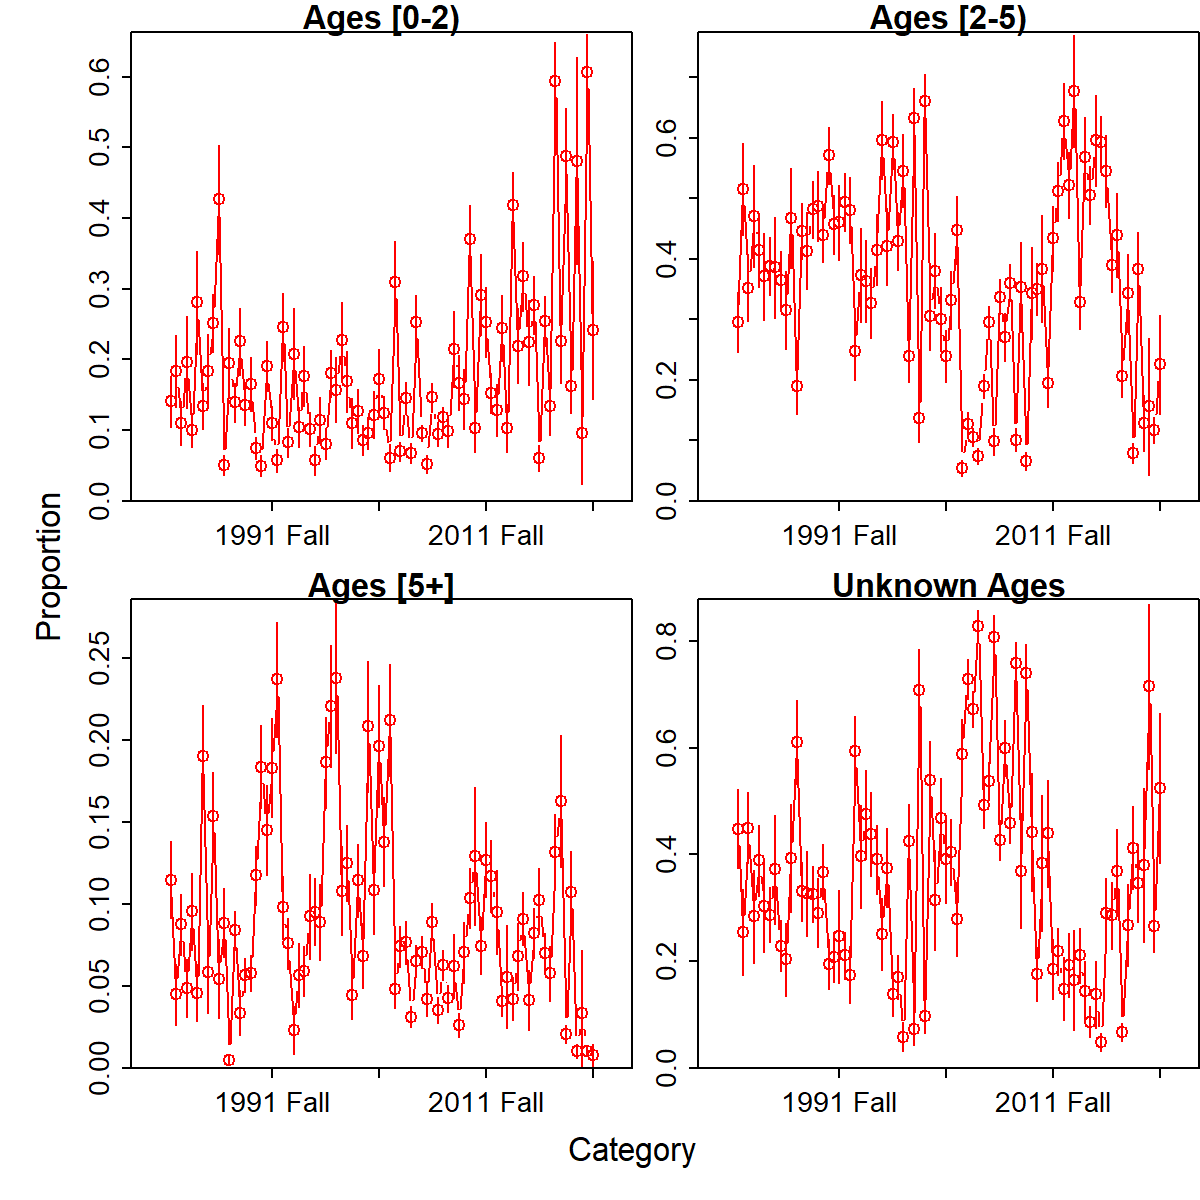 Ages [0-2)
0.0 0.1 0.2 0.3 0.4 0.5 0.6
1991 Fall 2011 Fall
Ages [2-5)
0.0 0.2 0.4 0.6
1991 Fall 2011 Fall
Proportion
Ages [5+]
0.00 0.05 0.10 0.15 0.20 0.25
1991 Fall 2011 Fall
Unknown Ages
0.0 0.2 0.4 0.6 0.8
1991 Fall 2011 Fall
Category